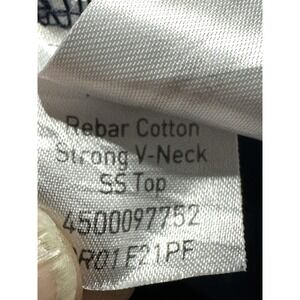 Rebar Cotton
Strong V-Neck
SS Top
4500097752
R01F21PF